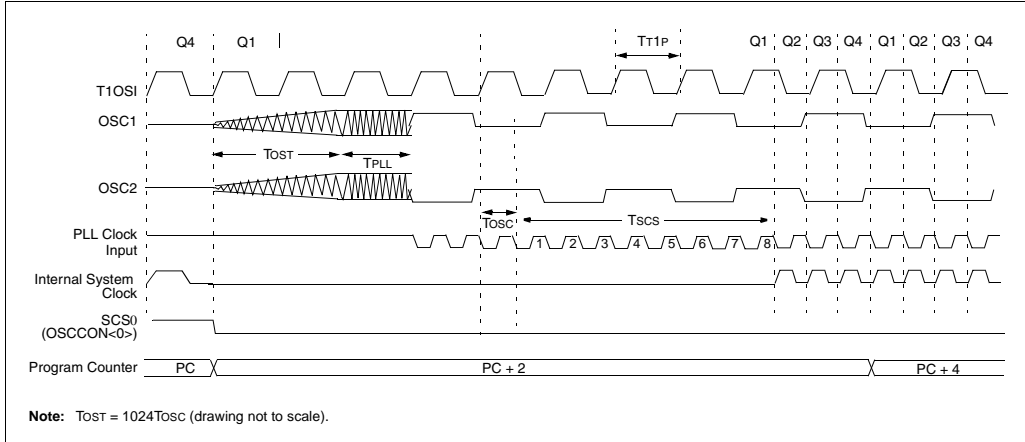 Q4 Q1 TT1P Q1 Q2 Q3 Q4 Q1 Q2 Q3 Q4
T1OSI
OSC1
TOST TPLL
OSC2
TOSC TSCS
PLL Clock
Input
1 2 3 4 5 6 7 8
Internal System
Clock
SCS0
(OSCCON<0>)
Program Counter PC PC + 2 PC + 4
Note: TOST = 1024TOSC (drawing not to scale).